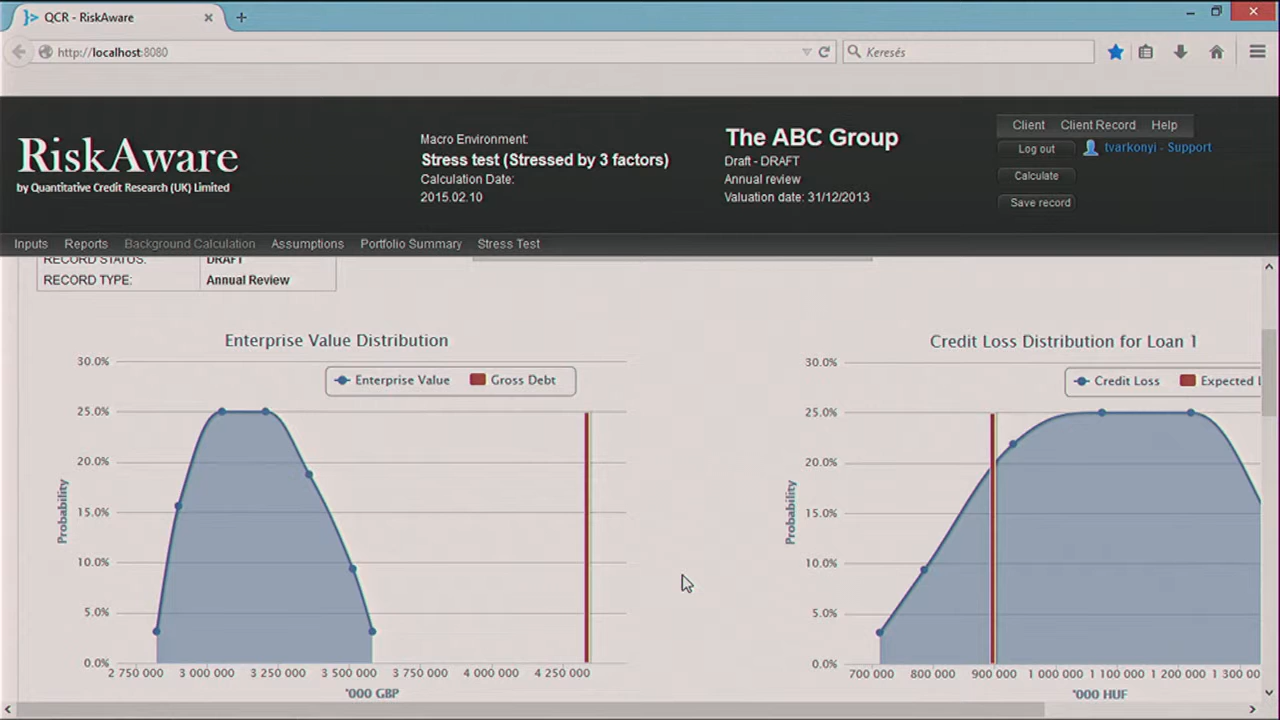 QCR - RiskAware
http://localhost:8080
Keresés
RiskAware
by Quantitative Credit Research (UK) Limited
Macro Environment:
Stress test (Stressed by 3 factors)
Calculation Date:
2015.02.10
The ABC Group
Draft - DRAFT
Annual review
Valuation date: 31/12/2013
Client Client Record Help
Log out tvarkonyi - Support
Calculate
Save record
Inputs Reports Background Calculation Assumptions Portfolio Summary Stress Test
RECORD STATUS: DRAFT
RECORD TYPE: Annual Review
Enterprise Value Distribution
30.0%
Enterprise Value Gross Debt
25.0%
20.0%
15.0%
10.0%
5.0%
0.0%
Probability
2 750 000 3 000 000 3 250 000 3 500 000 3 750 000 4 000 000 4 250 000
'000 GBP
Credit Loss Distribution for Loan 1
30.0%
Credit Loss Expected L
25.0%
20.0%
15.0%
10.0%
5.0%
0.0%
Probability
700 000 800 000 900 000 1 000 000 1 100 000 1 200 000 1 300 00
'000 HUF